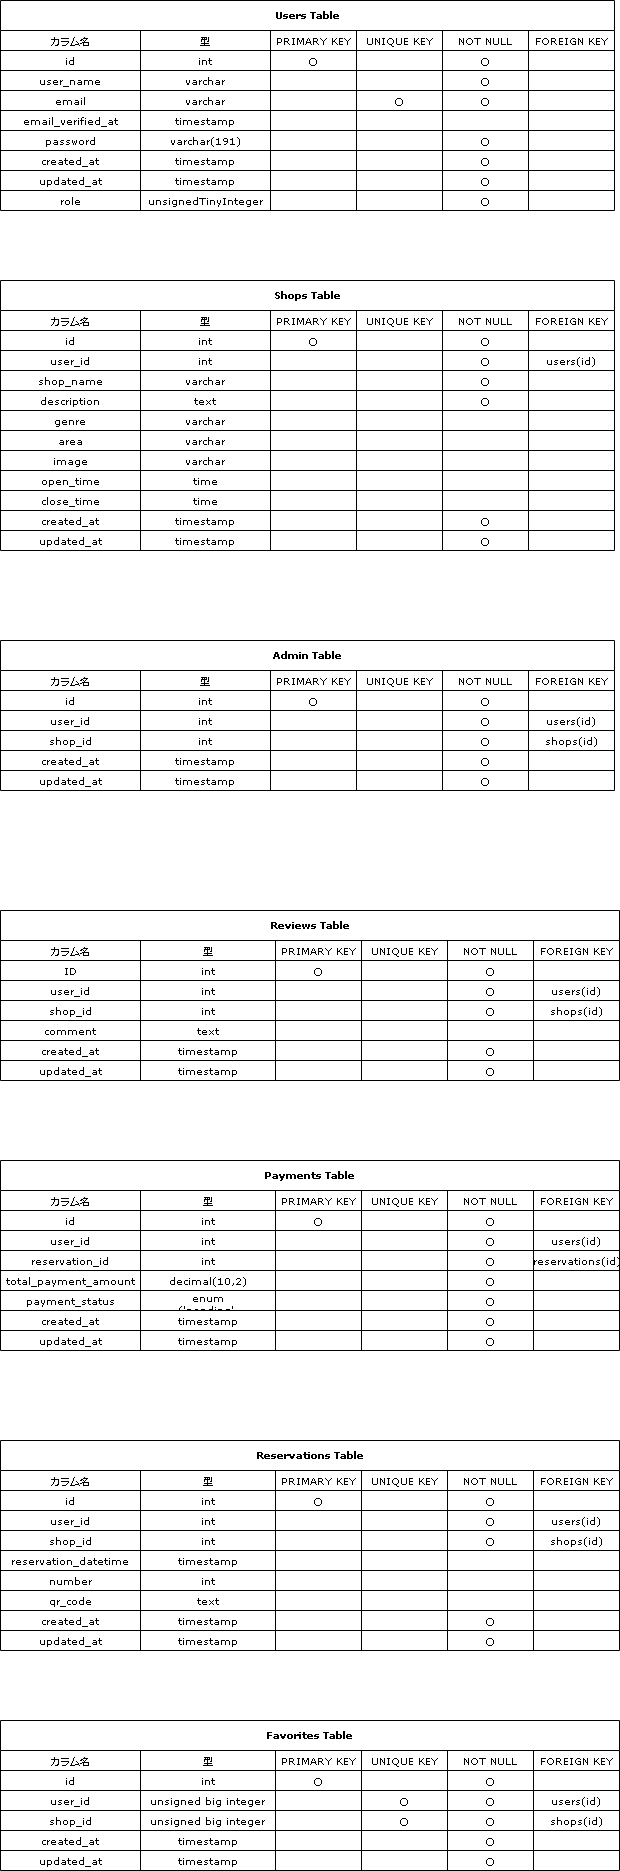 Users Table
カラム名 型 PRIMARY KEY UNIQUE KEY NOT NULL FOREIGN KEY
id int ○ ○
user_name varchar ○
email varchar ○ ○
email_verified_at timestamp
password varchar(191) ○
created_at timestamp ○
updated_at timestamp ○
role unsignedTinyInteger ○
Shops Table
カラム名 型 PRIMARY KEY UNIQUE KEY NOT NULL FOREIGN KEY
id int ○ ○
user_id int ○ users(id)
shop_name varchar ○
description text ○
genre varchar
area varchar
image varchar
open_time time
close_time time
created_at timestamp ○
updated_at timestamp ○
Admin Table
カラム名 型 PRIMARY KEY UNIQUE KEY NOT NULL FOREIGN KEY
id int ○ ○
user_id int ○ users(id)
shop_id int ○ shops(id)
created_at timestamp ○
updated_at timestamp ○
Reviews Table
カラム名 型 PRIMARY KEY UNIQUE KEY NOT NULL FOREIGN KEY
ID int ○ ○
user_id int ○ users(id)
shop_id int ○ shops(id)
comment text
created_at timestamp ○
updated_at timestamp ○
Payments Table
カラム名 型 PRIMARY KEY UNIQUE KEY NOT NULL FOREIGN KEY
id int ○ ○
user_id int ○ users(id)
reservation_id int ○ reservations(id)
total_payment_amount decimal(10,2) ○
payment_status enum ○
created_at timestamp ○
updated_at timestamp ○
Reservations Table
カラム名 型 PRIMARY KEY UNIQUE KEY NOT NULL FOREIGN KEY
id int ○ ○
user_id int ○ users(id)
shop_id int ○ shops(id)
reservation_datetime timestamp
number int
qr_code text
created_at timestamp ○
updated_at timestamp ○
Favorites Table
カラム名 型 PRIMARY KEY UNIQUE KEY NOT NULL FOREIGN KEY
id int ○ ○
user_id unsigned big integer ○ ○ users(id)
shop_id unsigned big integer ○ ○ shops(id)
created_at timestamp ○
updated_at timestamp ○